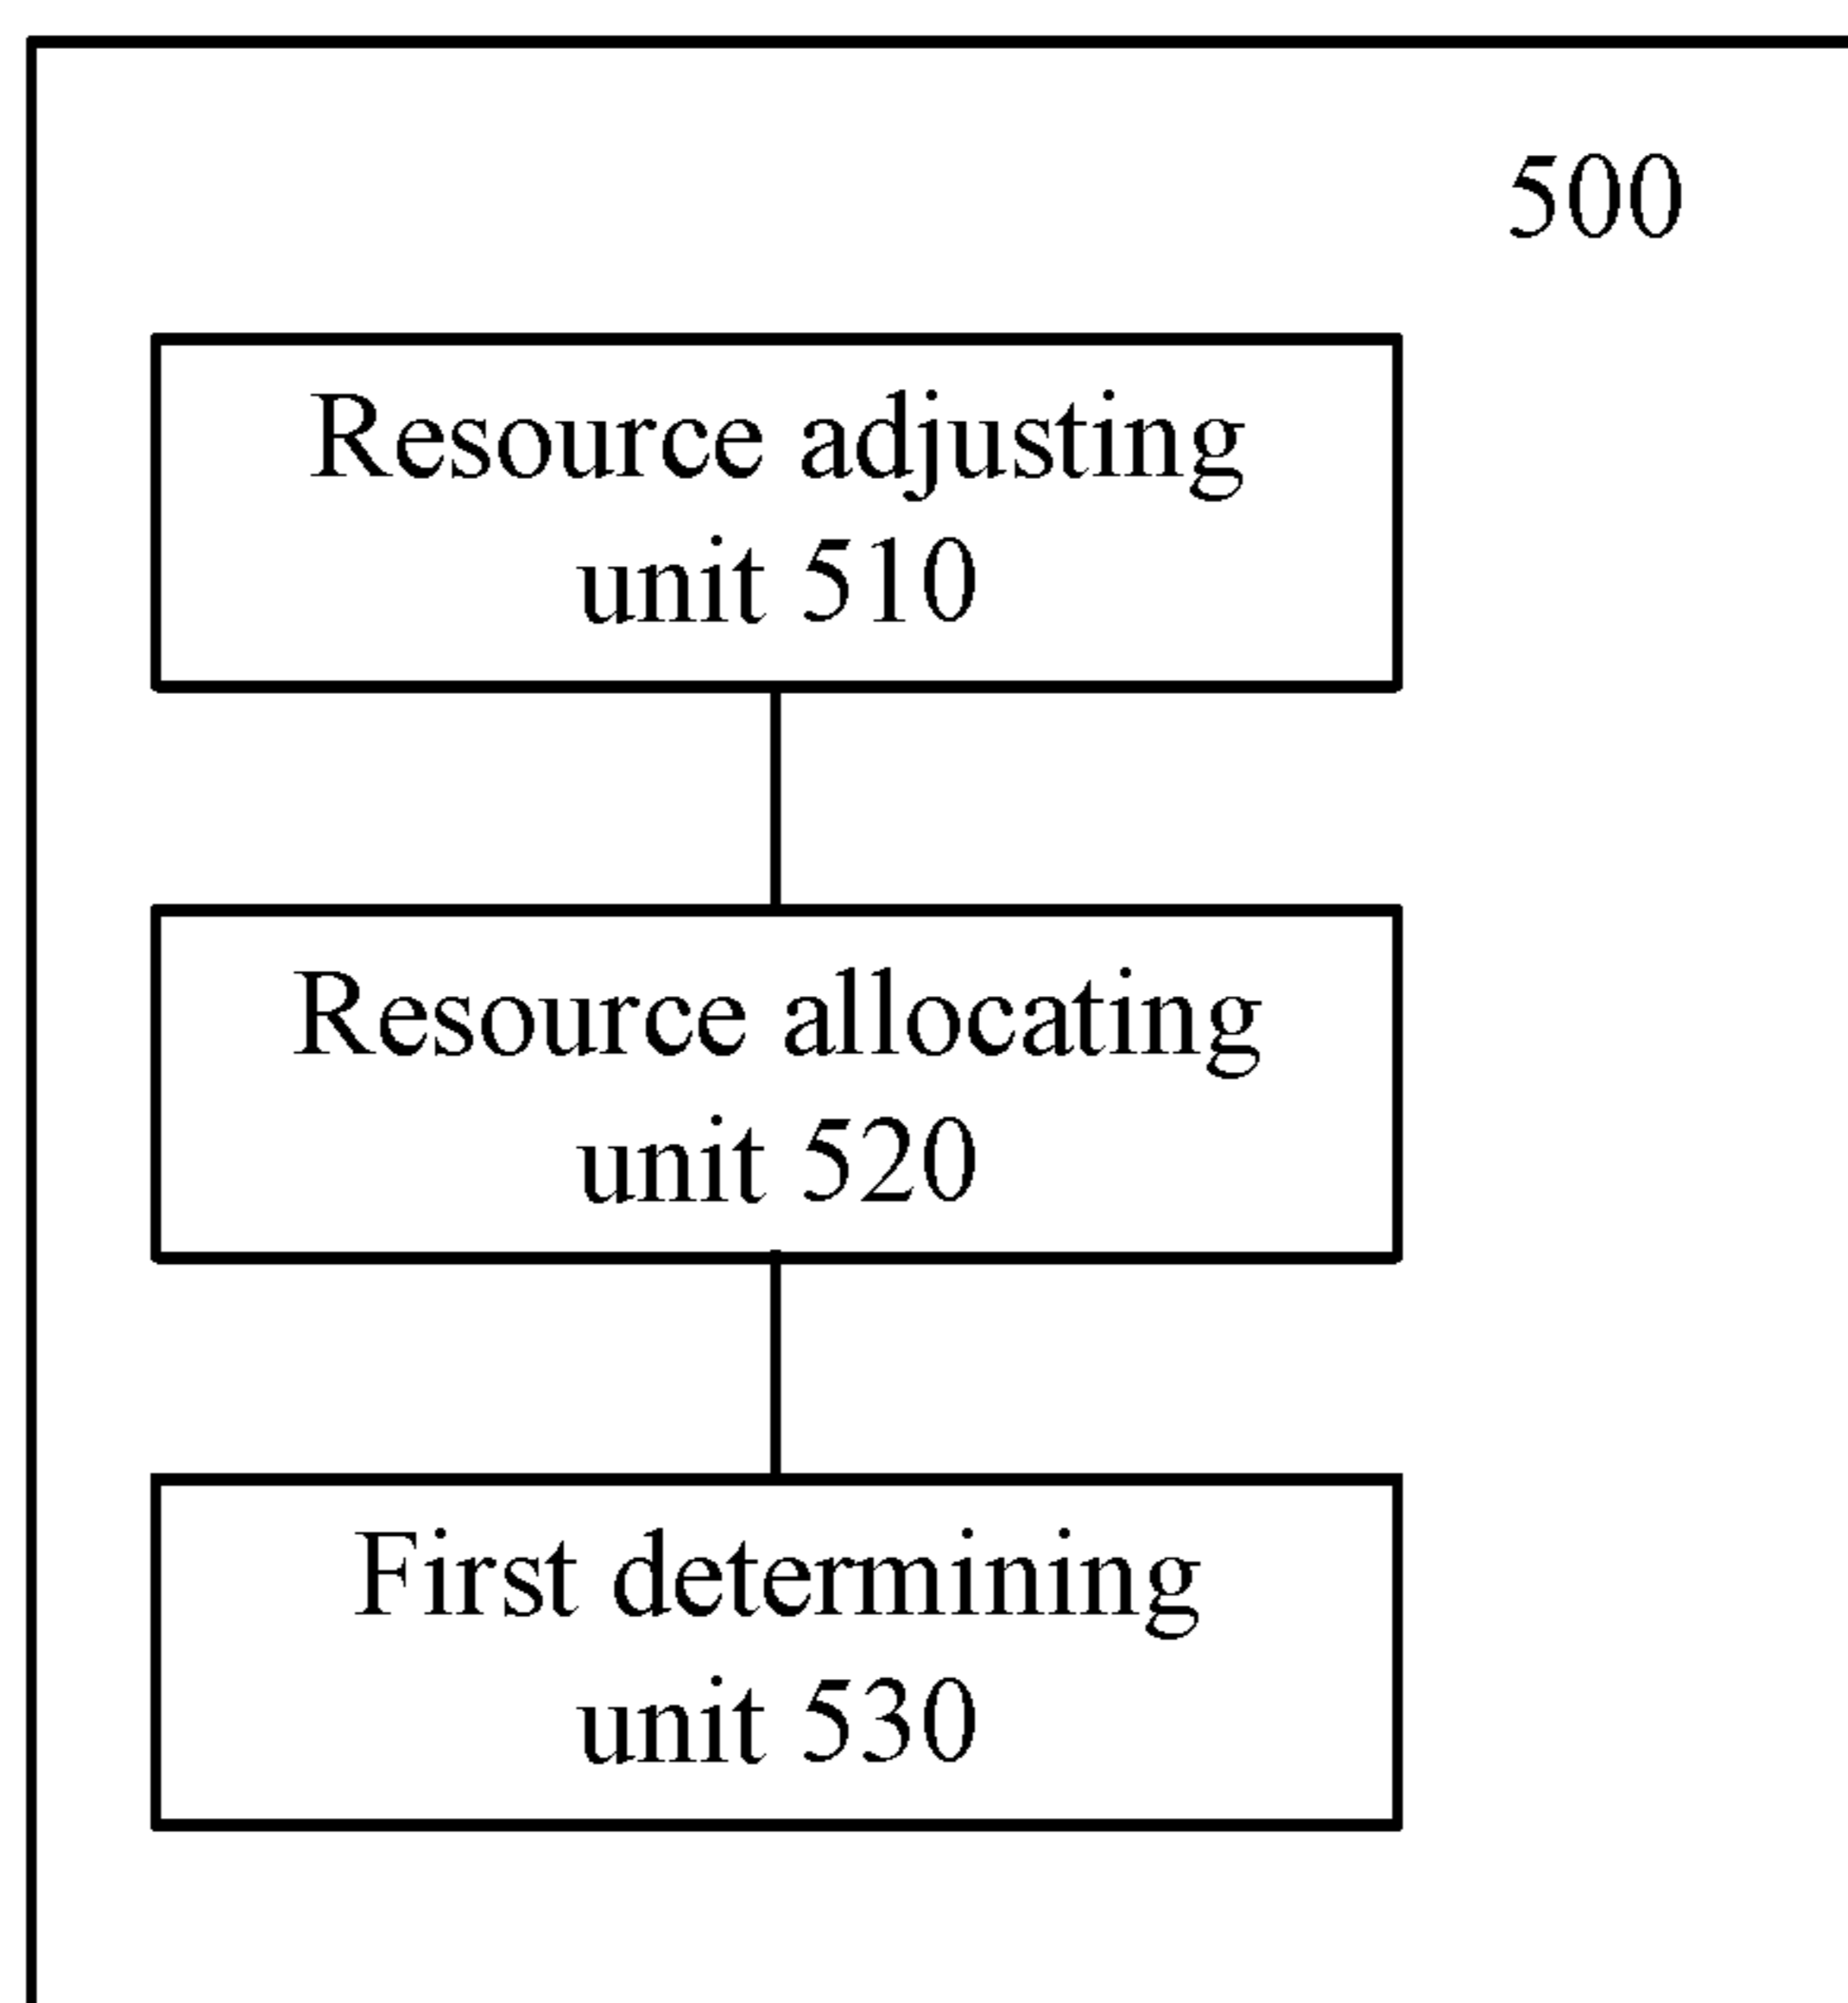 500
Resource adjusting
unit 510
Resource allocating
unit 520
First determining
unit 530